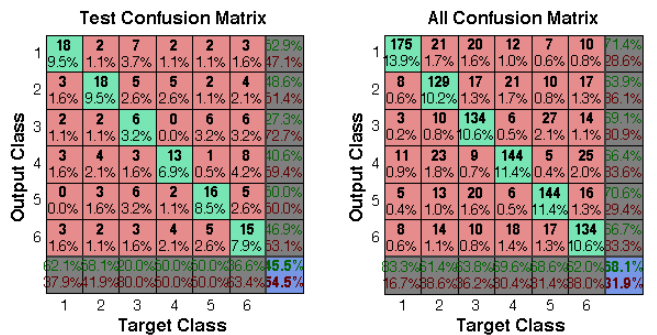 Test Confusion Matrix
1 18 2 7 2 2 3 52.9%
9.5% 1.1% 3.7% 1.1% 1.1% 1.6% 47.1%
2 3 18 5 5 2 4 48.6%
1.6% 9.5% 2.6% 2.6% 1.1% 2.1% 51.4%
3 2 2 6 0 6 6 27.3%
1.1% 1.1% 3.2% 0.0% 3.2% 3.2% 72.7%
4 3 4 3 13 1 8 40.6%
1.6% 2.1% 1.6% 6.9% 0.5% 4.2% 59.4%
5 0 3 6 2 16 5 50.0%
0.0% 1.6% 3.2% 1.1% 8.5% 2.6% 50.0%
6 3 2 3 4 5 15 46.9%
1.6% 1.1% 1.6% 2.1% 2.6% 7.9% 53.1%
62.1% 58.1% 20.0% 50.0% 50.0% 36.6% 45.5%
37.9% 41.9% 80.0% 50.0% 50.0% 63.4% 54.5%
1 2 3 4 5 6
Target Class
Output Class
All Confusion Matrix
1 175 21 20 12 7 10 71.4%
13.9% 1.7% 1.6% 1.0% 0.6% 0.8% 28.6%
2 8 129 17 21 10 17 63.9%
0.6% 10.2% 1.3% 1.7% 0.8% 1.3% 36.1%
3 3 10 134 6 27 14 69.1%
0.2% 0.8% 10.6% 0.5% 2.1% 1.1% 30.9%
4 11 23 9 144 5 25 66.4%
0.9% 1.8% 0.7% 11.4% 0.4% 2.0% 33.6%
5 5 13 20 6 144 16 70.6%
0.4% 1.0% 1.6% 0.5% 11.4% 1.3% 29.4%
6 8 14 10 18 17 134 66.7%
0.6% 1.1% 0.8% 1.4% 1.3% 10.6% 33.3%
83.3% 61.4% 63.8% 69.6% 68.6% 62.0% 68.1%
16.7% 38.6% 36.2% 30.4% 31.4% 38.0% 31.9%
1 2 3 4 5 6
Target Class
Output Class